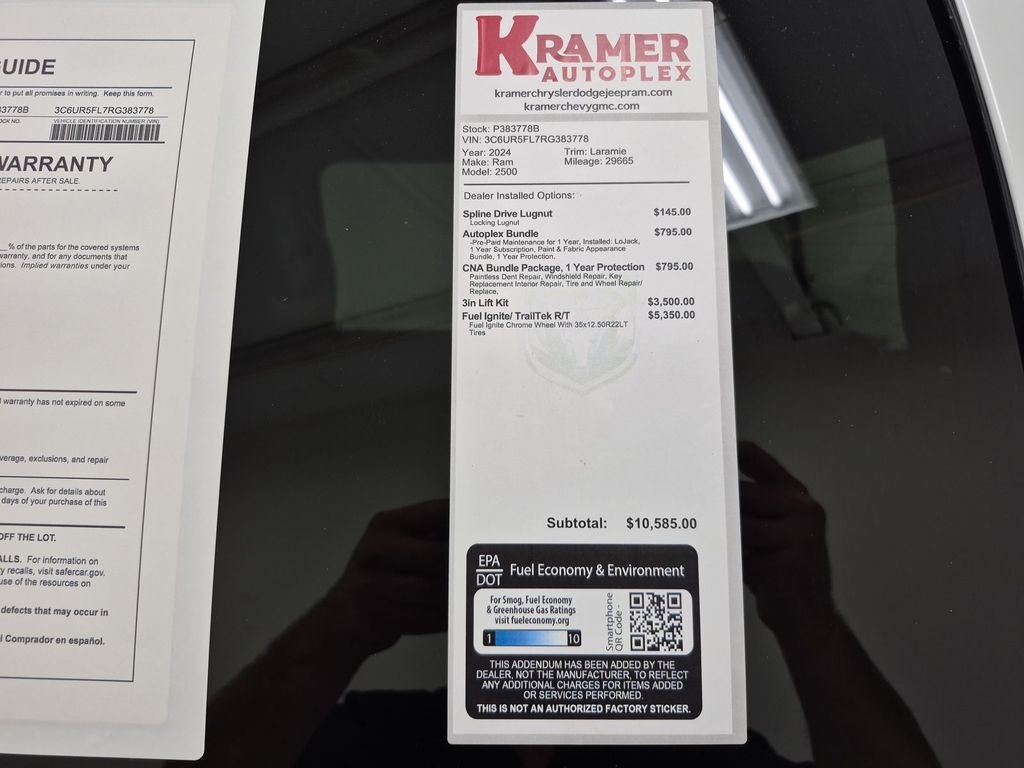 GUIDE
r to put all promises in writing. Keep this form.
83778B 3C6UR5FL7RG383778
OCK NO. VEHICLE IDENTIFICATION NUMBER (VIN)
WARRANTY
REPAIRS AFTER SALE.
% of the parts for the covered systems
warranty, and for any documents that
ions. Implied warranties under your
l warranty has not expired on some
verage, exclusions, and repair
charge. Ask for details about
days of your purchase of this
OFF THE LOT.
ALLS. For information on
y recalls, visit safercar.gov.
use of the resources on
defects that may occur in
l Comprador en español.
KRAMER
AUTOPLEX
kramerchryslerdodgejeepram.com
kramerchevygmc.com
Stock: P383778B
VIN: 3C6UR5FL7RG383778
Year: 2024 Trim: Laramie
Make: Ram Mileage: 29665
Model: 2500
Dealer Installed Options:
Spline Drive Lugnut $145.00
Locking Lugnut
Autoplex Bundle $795.00
-Pre-Paid Maintenance for 1 Year, Installed: LoJack,
1 Year Subscription, Paint & Fabric Appearance
Bundle, 1 Year Protection.
CNA Bundle Package, 1 Year Protection $795.00
Paintless Dent Repair, Windshield Repair, Key
Replacement Interior Repair, Tire and Wheel Repair/
Replace.
3in Lift Kit $3,500.00
Fuel Ignite/ TrailTek R/T $5,350.00
Fuel Ignite Chrome Wheel With 35x12.50R22LT
Tires
Subtotal: $10,585.00
EPA
DOT Fuel Economy & Environment
For Smog, Fuel Economy
& Greenhouse Gas Ratings
visit fueleconomy.org
1 10
Smartphone
QR Code -
THIS ADDENDUM HAS BEEN ADDED BY THE
DEALER, NOT THE MANUFACTURER, TO REFLECT
ANY ADDITIONAL CHARGES FOR ITEMS ADDED
OR SERVICES PERFORMED.
THIS IS NOT AN AUTHORIZED FACTORY STICKER.